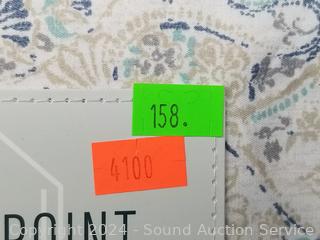 158.
4100
POINT
Copyright 2024 - Sound Auction Service